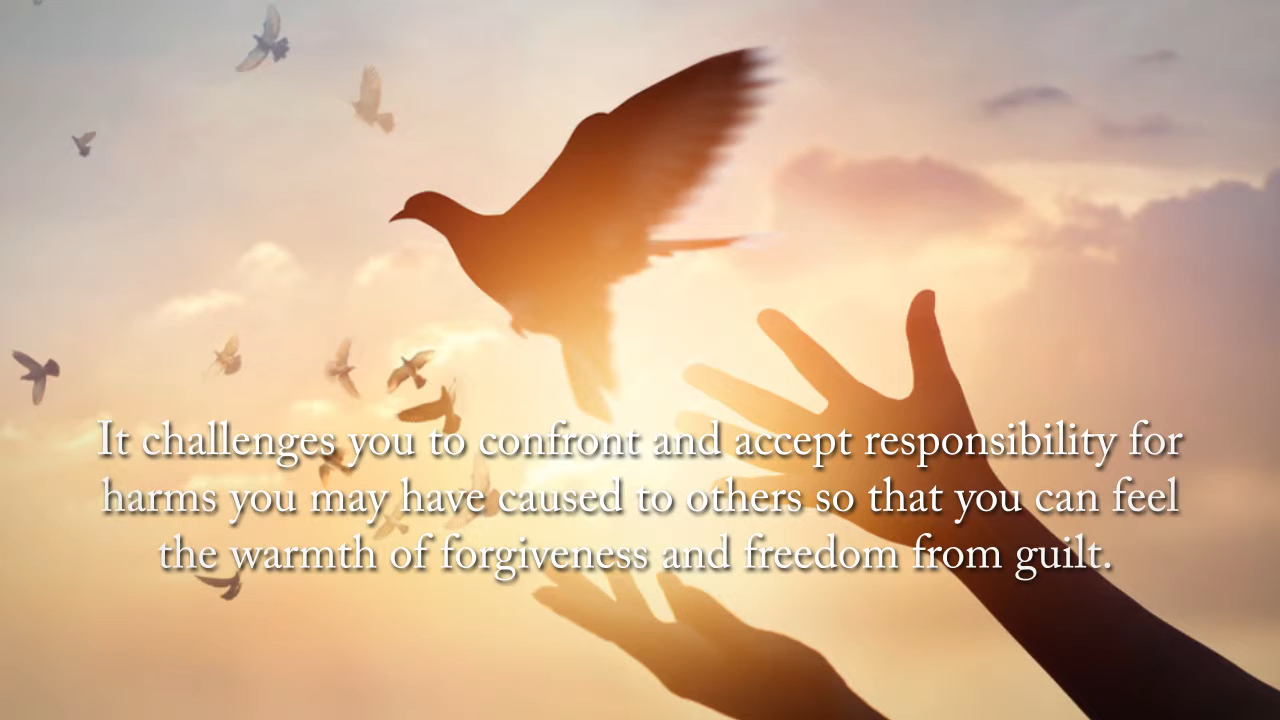 It challenges you to confront and accept responsibility for
harms you may have caused to others so that you can feel
the warmth of forgiveness and freedom from guilt.